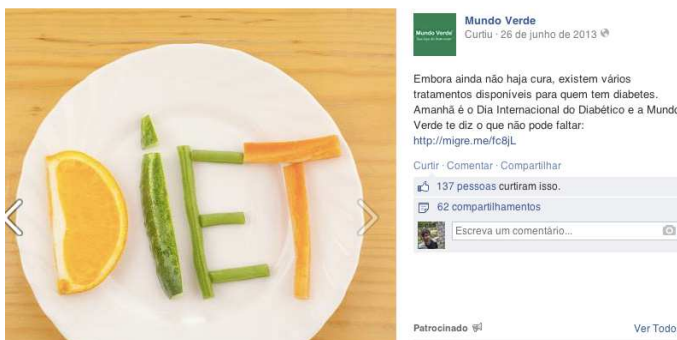 DIET
Mundo Verde
Mundo Verde
Curtiu · 26 de junho de 2013
Embora ainda não haja cura, existem vários
tratamentos disponíveis para quem tem diabetes.
Amanhã é o Dia Internacional do Diabético e a Mundo
Verde te diz o que não pode faltar:
http://migre.me/fc8jL
Curtir · Comentar · Compartilhar
137 pessoas curtiram isso.
62 compartilhamentos
Escreva um comentário...
Patrocinado
Ver Todo